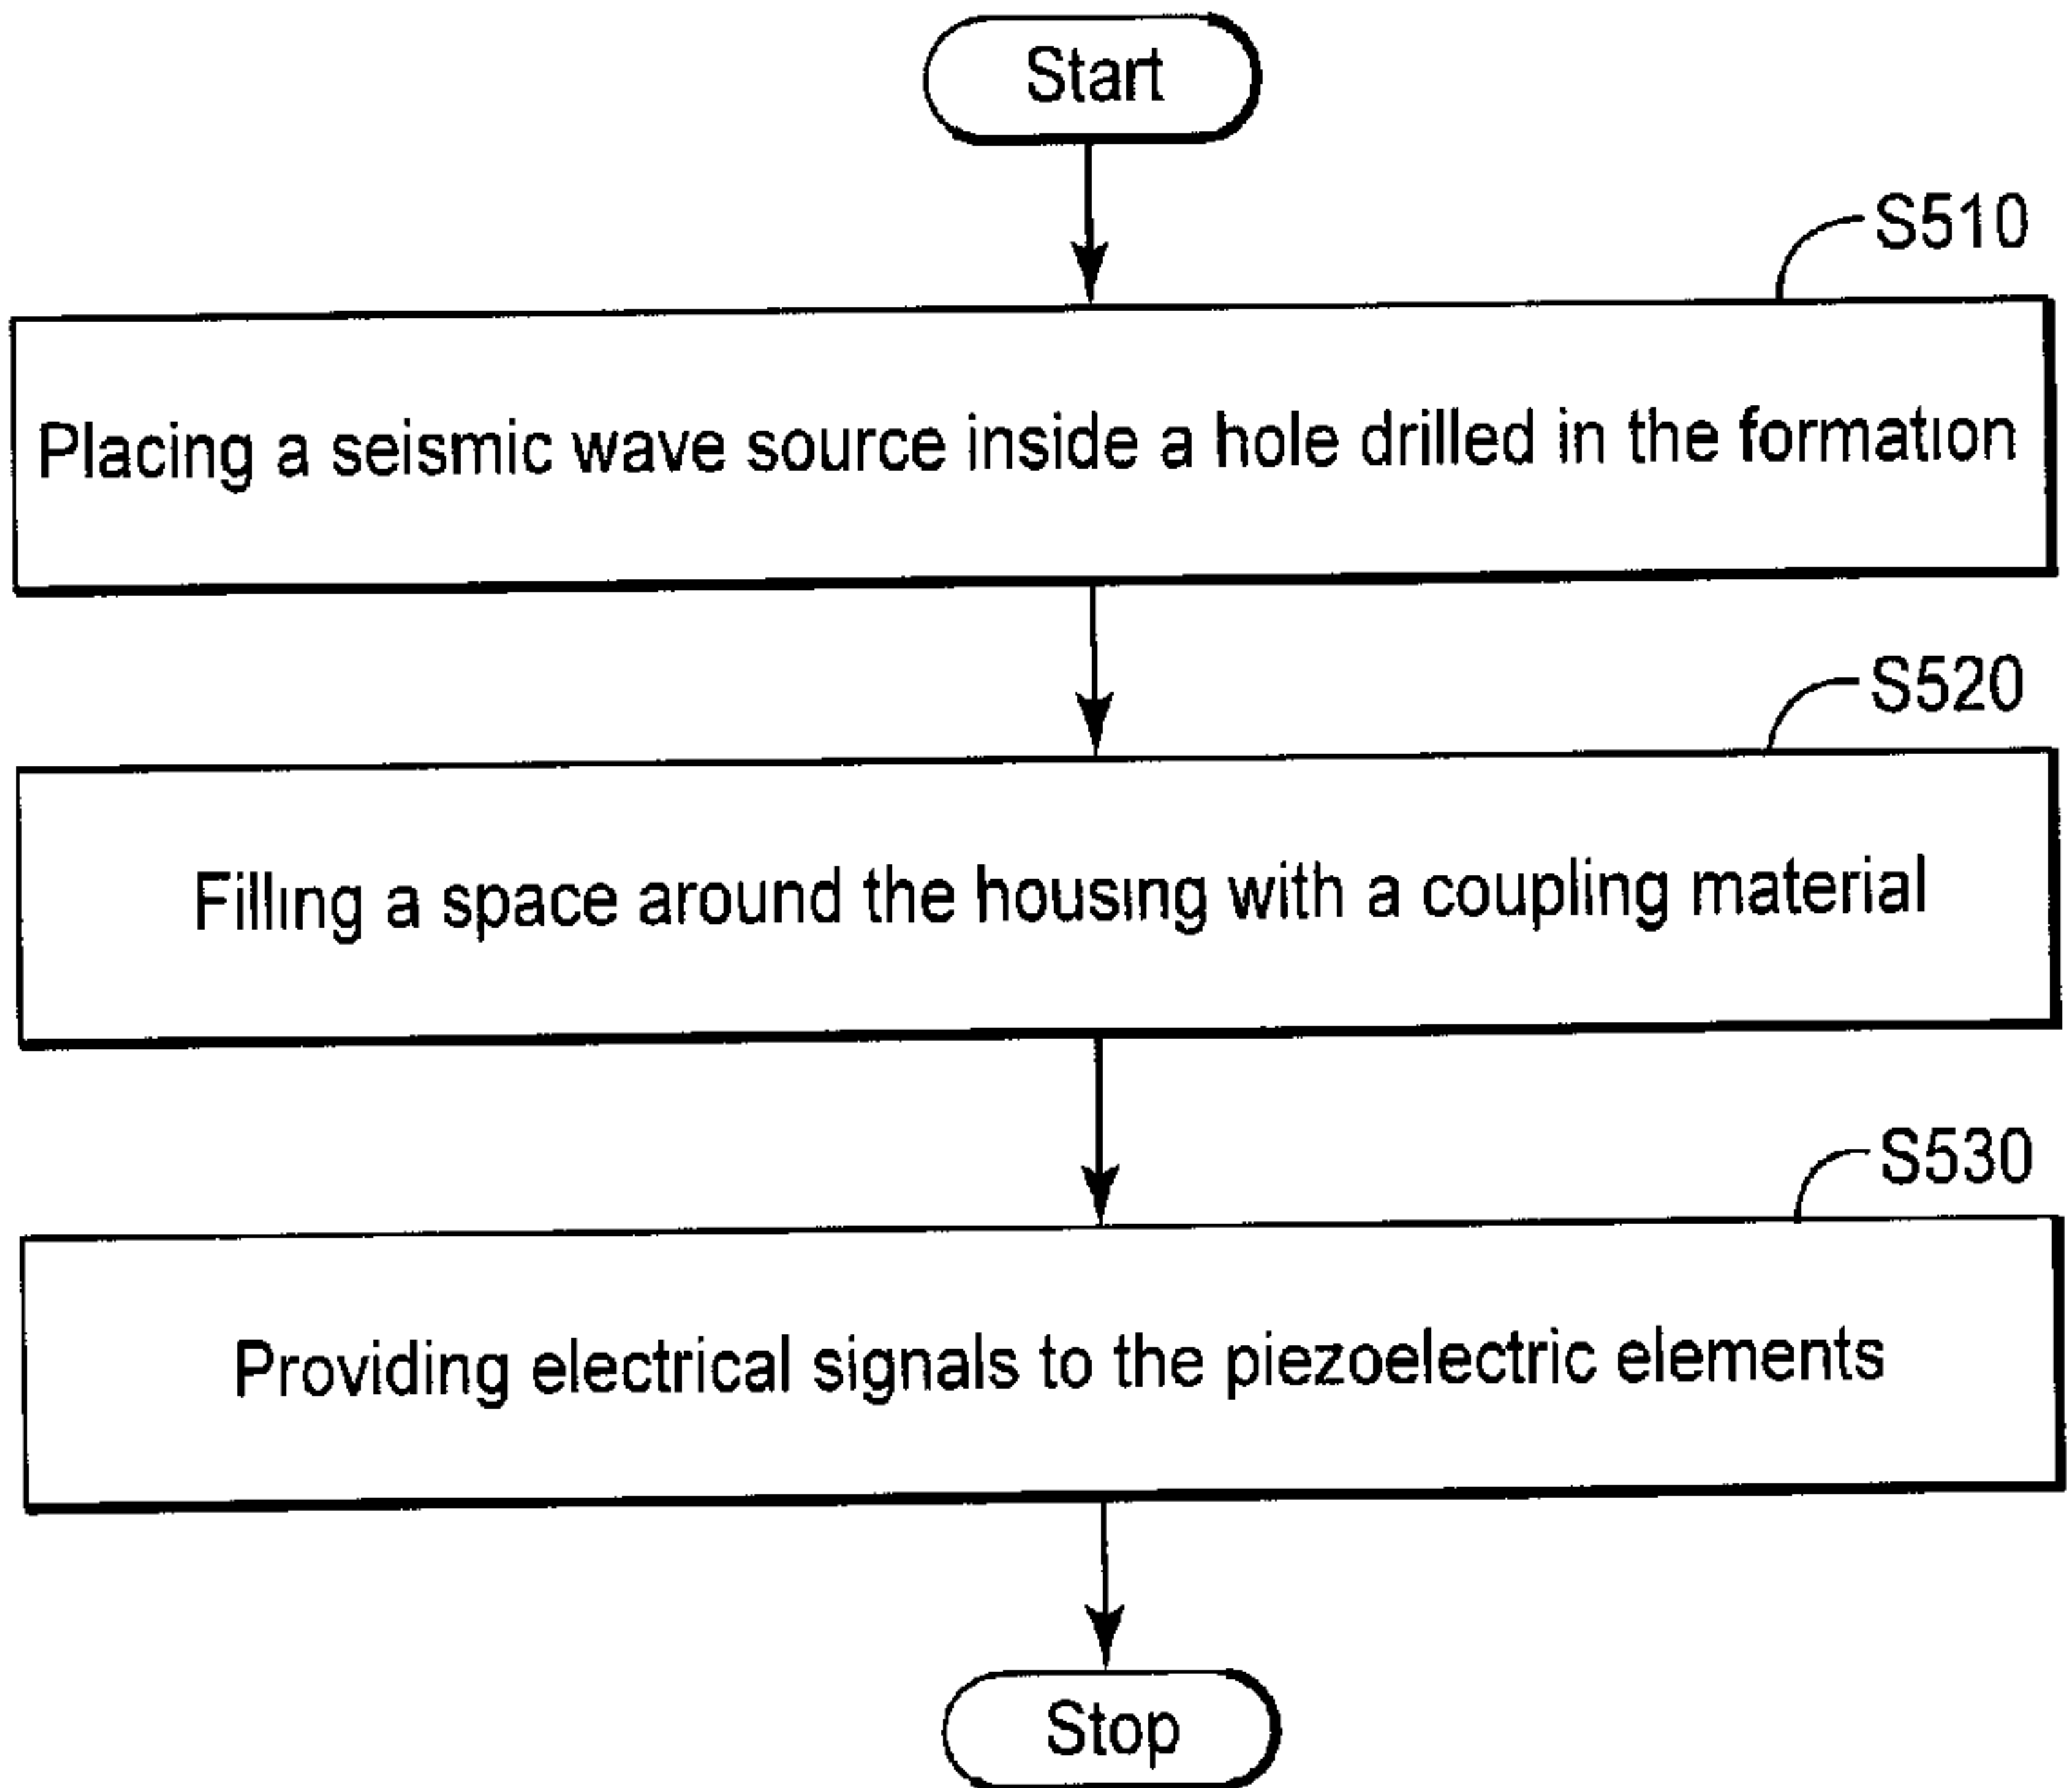 Start
S510
Placing a seismic wave source inside a hole drilled in the formation
S520
Filling a space around the housing with a coupling material
S530
Providing electrical signals to the piezoelectric elements
Stop